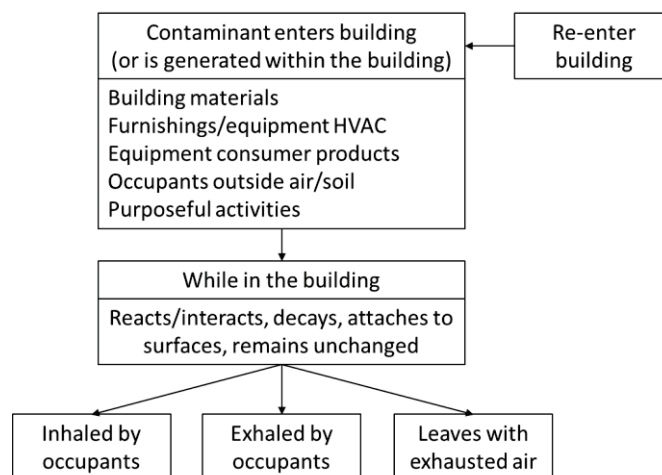 Contaminant enters building
(or is generated within the building)
Re-enter
building
Building materials
Furnishings/equipment HVAC
Equipment consumer products
Occupants outside air/soil
Purposeful activities
While in the building
Reacts/interacts, decays, attaches to
surfaces, remains unchanged
Inhaled by
occupants
Exhaled by
occupants
Leaves with
exhausted air